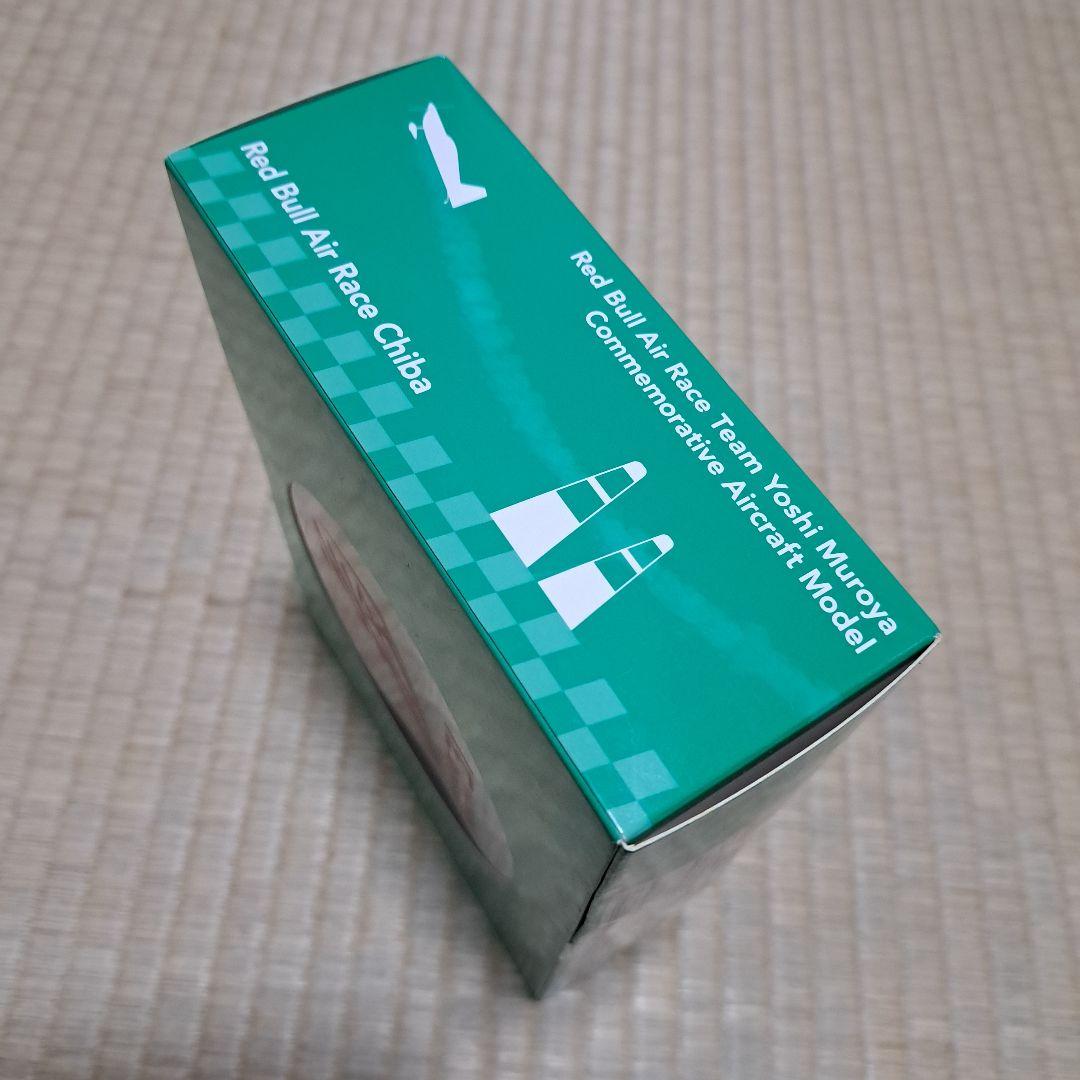 Red Bull Air Race Team Yoshi Muroya
Commemorative Aircraft Model
Red Bull Air Race Chiba